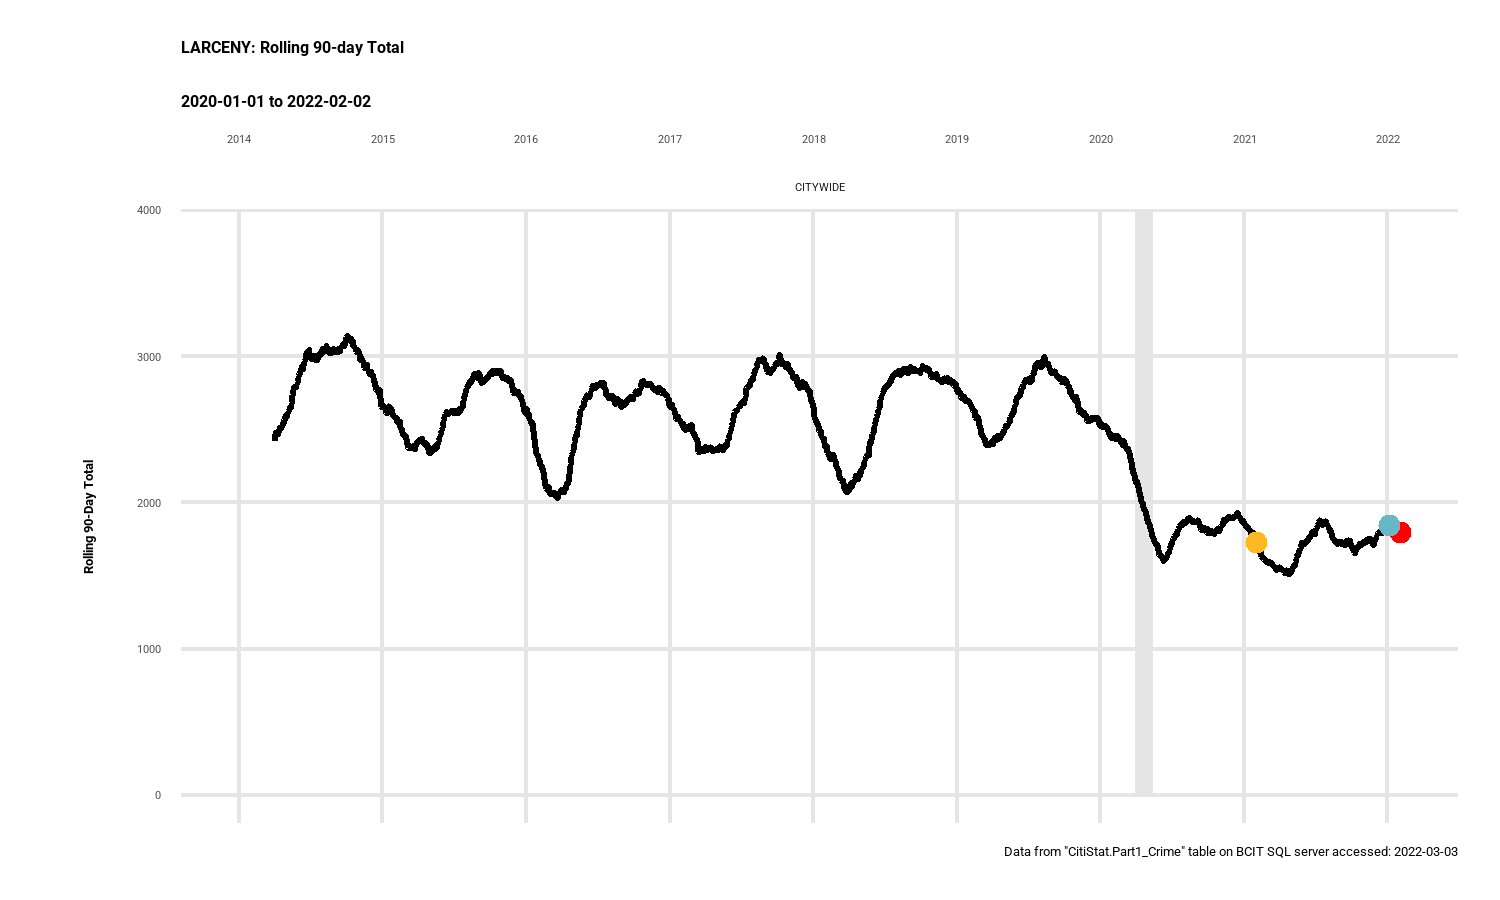 LARCENY: Rolling 90-day Total
2020-01-01 to 2022-02-02
2014 2015 2016 2017 2018 2019 2020 2021 2022
CITYWIDE
4000
3000
2000
1000
0
Rolling 90-Day Total
Data from "CitiStat.Part1_Crime" table on BCIT SQL server accessed: 2022-03-03